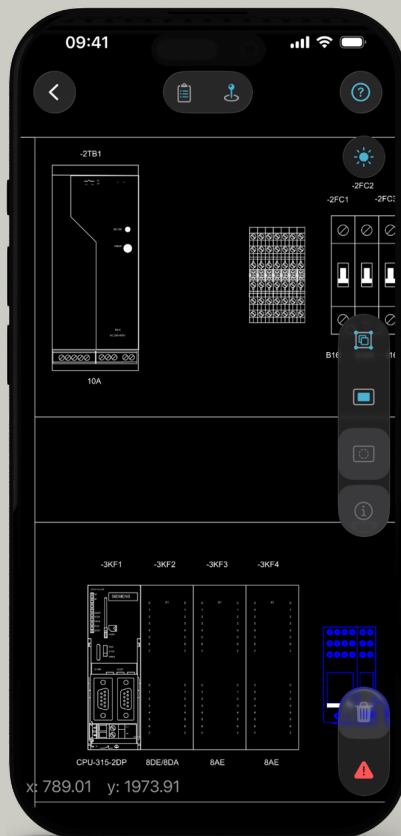 09:41
-2TB1
-2FC2
-2FC1 -2FC3
10A
B16
-3KF1 -3KF2 -3KF3 -3KF4
SIEMENS
CPU-315-2DP 8DE/8DA 8AE 8AE
x: 789.01 y: 1973.91